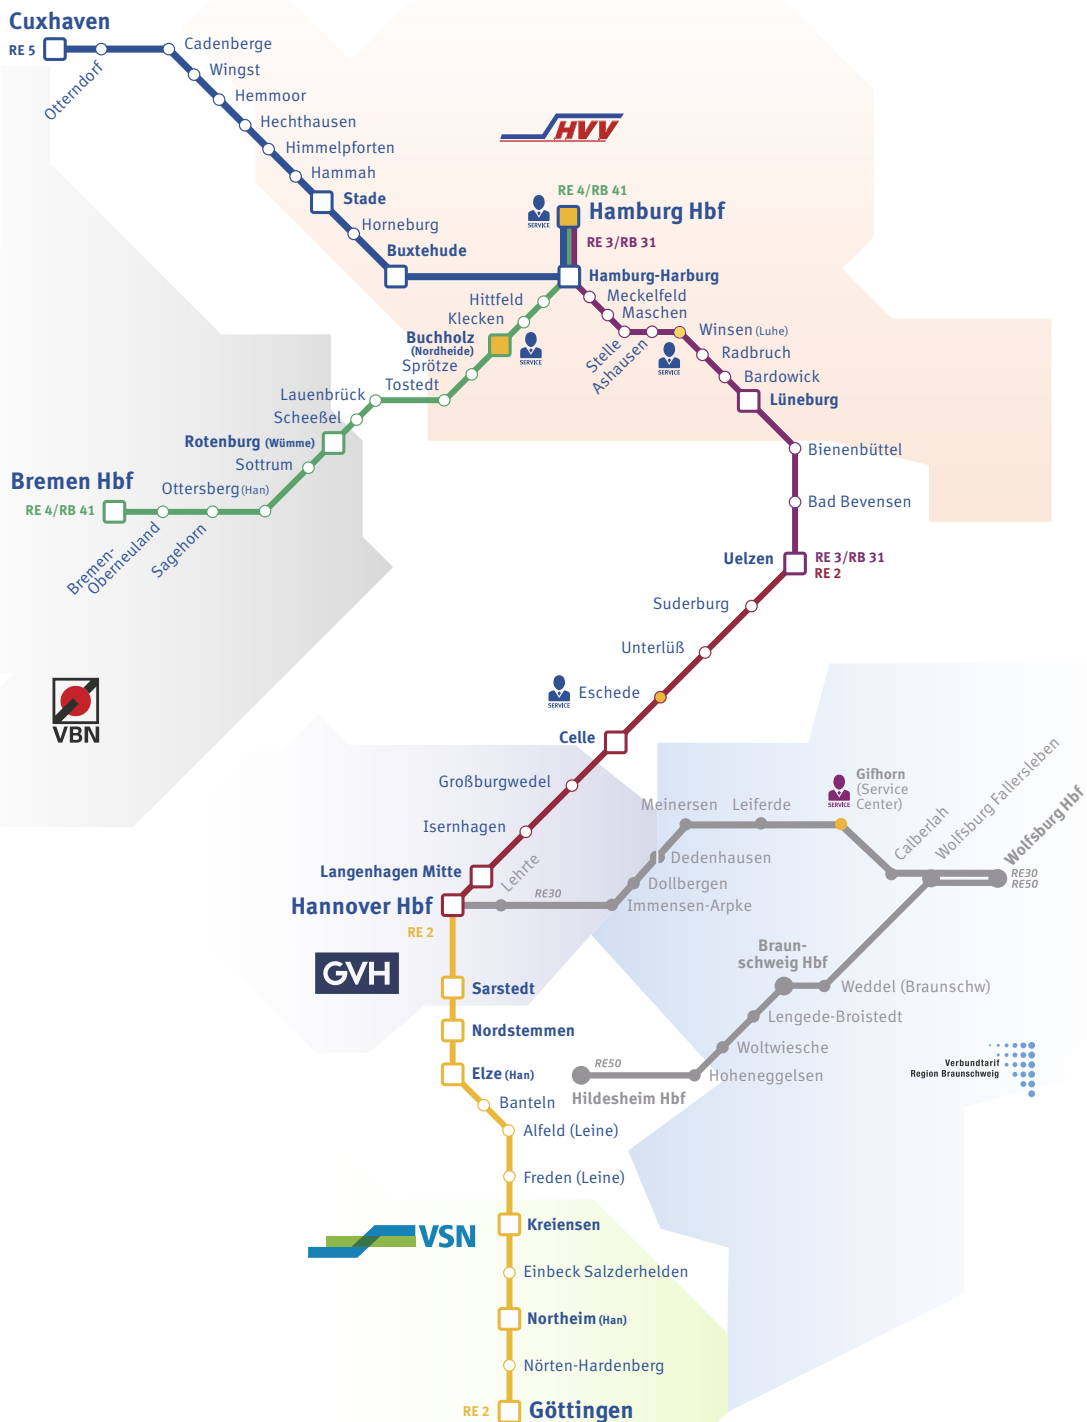 Cuxhaven
RE 5
Cadenberge
Otterndorf
Wingst
Hemmoor
Hechthausen
Himmelpforten
Hammah
Stade
Horneburg
Buxtehude
HVV
RE 4/RB 41
Hamburg Hbf
SERVICE
RE 3/RB 31
Hamburg-Harburg
Hittfeld
Klecken
Buchholz
(Nordheide)
SERVICE
Sprötze
Tostedt
Lauenbrück
Scheeßel
Rotenburg (Wümme)
Sottrum
Ottersberg (Han)
Bremen Hbf
RE 4/RB 41
Bremen-
Oberneuland
Sagehorn
Meckelfeld
Maschen
Stelle
Ashausen
Winsen (Luhe)
SERVICE
Radbruch
Bardowick
Lüneburg
Bienenbüttel
Bad Bevensen
Uelzen
RE 3/RB 31
RE 2
Suderburg
Unterlüß
Eschede
SERVICE
VBN
Celle
Großburgwedel
Isernhagen
Langenhagen Mitte
Hannover Hbf
RE 2
Lehrte
RE30
Immensen-Arpke
Dollbergen
Dedenhausen
Meinersen
Leiferde
SERVICE
Gifhorn
(Service
Center)
Calberlah
Wolfsburg Fallersleben
Wolfsburg Hbf
RE30
RE50
Braun-
schweig Hbf
Weddel (Braunschw)
Lengede-Broistedt
Woltwiesche
Hoheneggelsen
RE50
Hildesheim Hbf
Verbundtarif
Region Braunschweig
GVH
Sarstedt
Nordstemmen
Elze (Han)
Banteln
Alfeld (Leine)
Freden (Leine)
VSN
Kreiensen
Einbeck Salzderhelden
Northeim (Han)
Nörten-Hardenberg
RE 2
Göttingen